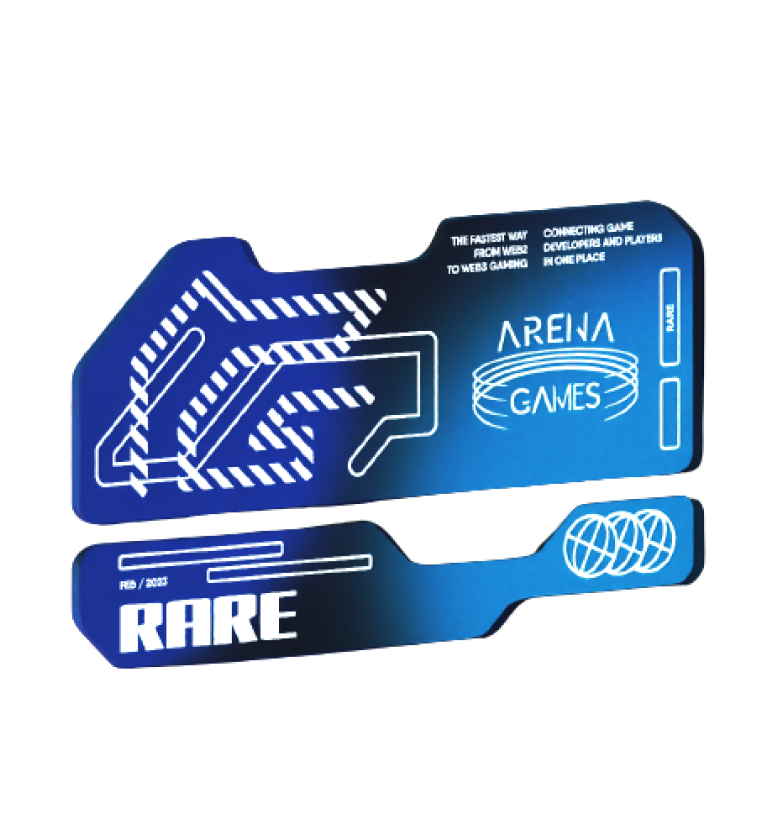 THE FASTEST WAY
FROM WEB2
TO WEB3 GAMING
CONNECTING GAME
DEVELOPERS AND PLAYERS
IN ONE PLACE
RARE
ARENA
GAMES
FEB / 2023
RARE